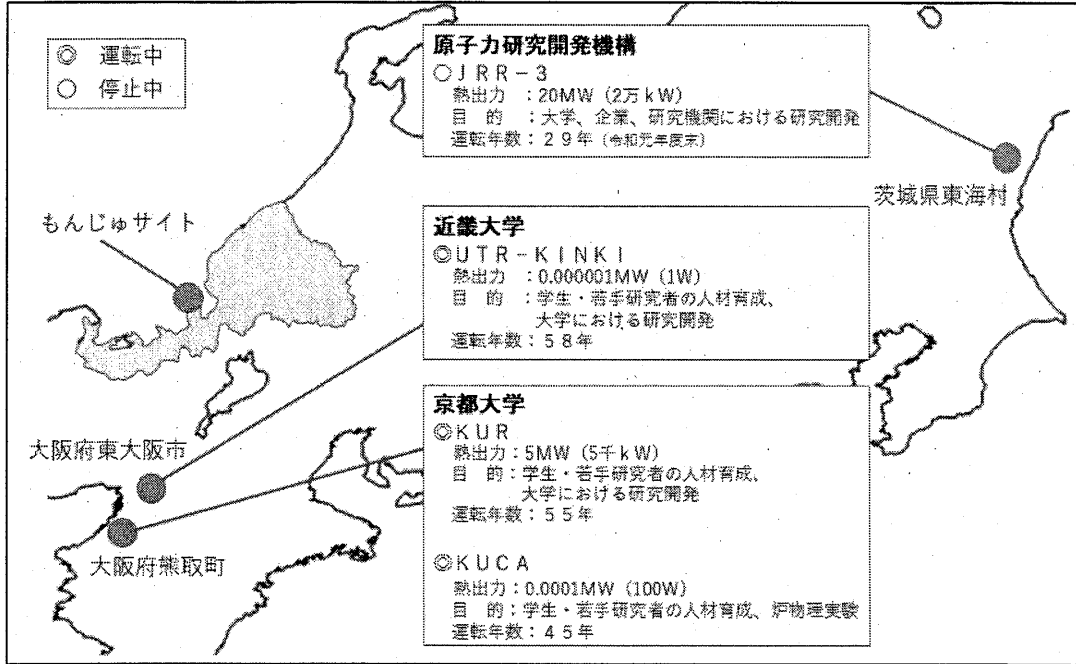 ◎ 運転中
○ 停止中
原子力研究開発機構
○JRR-3
熱出力 :20MW (2万kW)
目 的 :大学、企業、研究機関における研究開発
運転年数:29年 (令和元年度末)
茨城県東海村
もんじゅサイト
近畿大学
◎UTR-KINKI
熱出力 :0.000001MW (1W)
目 的 :学生・若手研究者の人材育成、
大学における研究開発
運転年数:58年
京都大学
◎KUR
熱出力:5MW (5千kW)
目 的:学生・若手研究者の人材育成、
大学における研究開発
運転年数:55年
◎KUCA
熱出力:0.0001MW (100W)
目 的:学生・若手研究者の人材育成、炉物理実験
運転年数:45年
大阪府東大阪市
大阪府熊取町